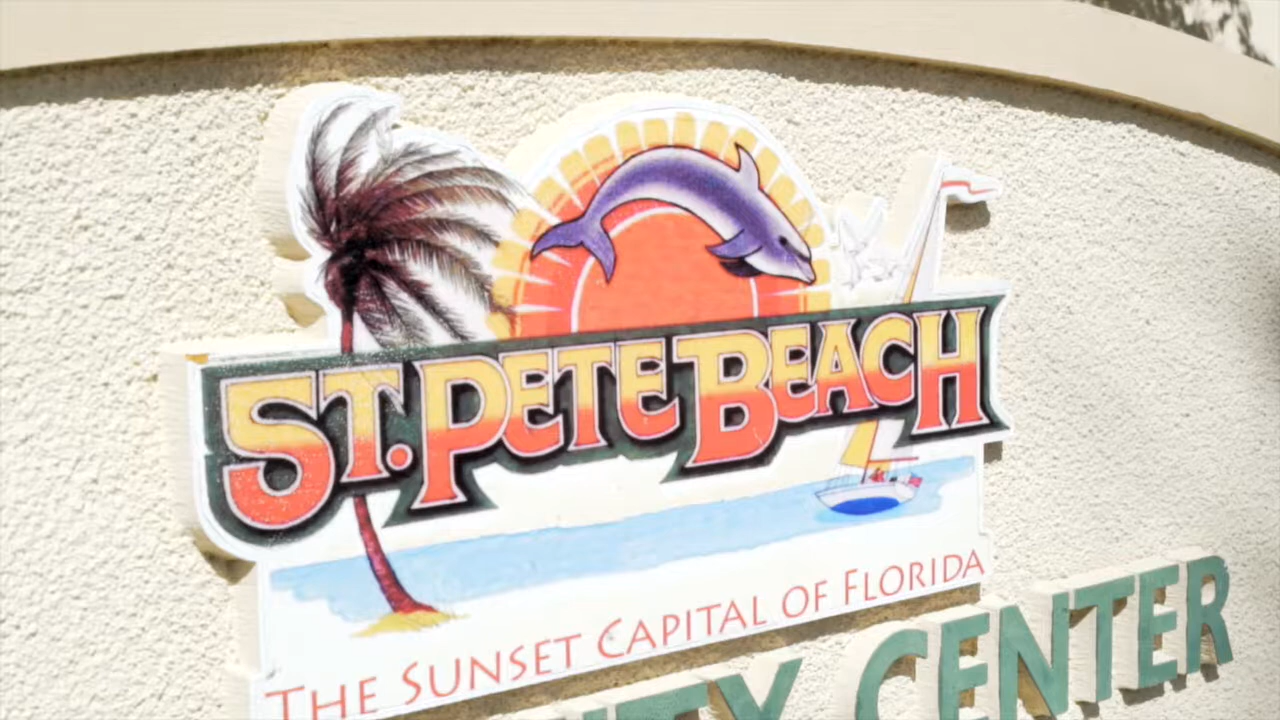 ST. PETE BEACH
THE SUNSET CAPITAL OF FLORIDA
CENTER